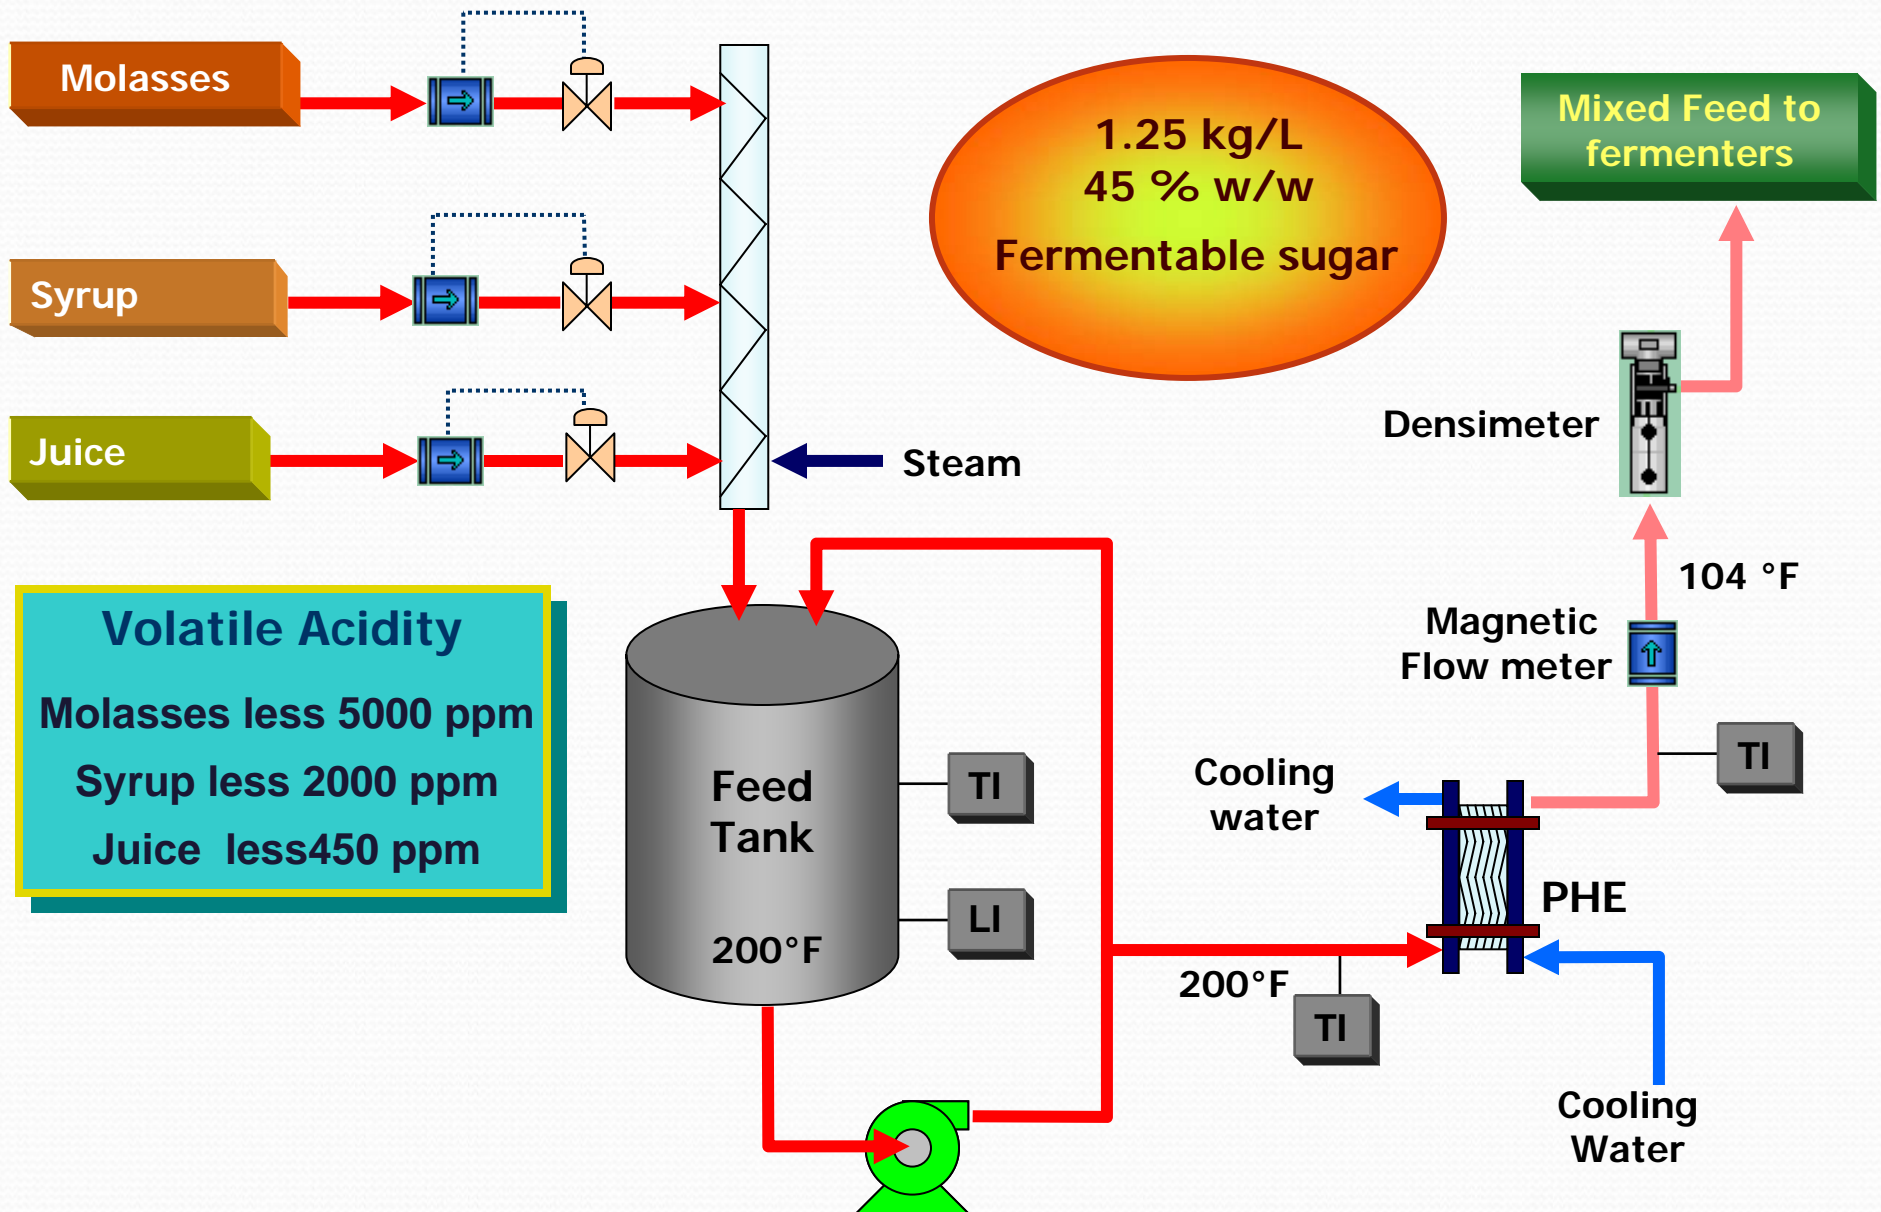 Molasses
Syrup
Juice
Steam
1.25 kg/L
45 % w/w
Fermentable sugar
Mixed Feed to
fermenters
Densimeter
104 °F
Magnetic
Flow meter
TI
Volatile Acidity
Molasses less 5000 ppm
Syrup less 2000 ppm
Juice  less450 ppm
Feed
Tank
200°F
TI
LI
Cooling
water
PHE
200°F
TI
Cooling
Water